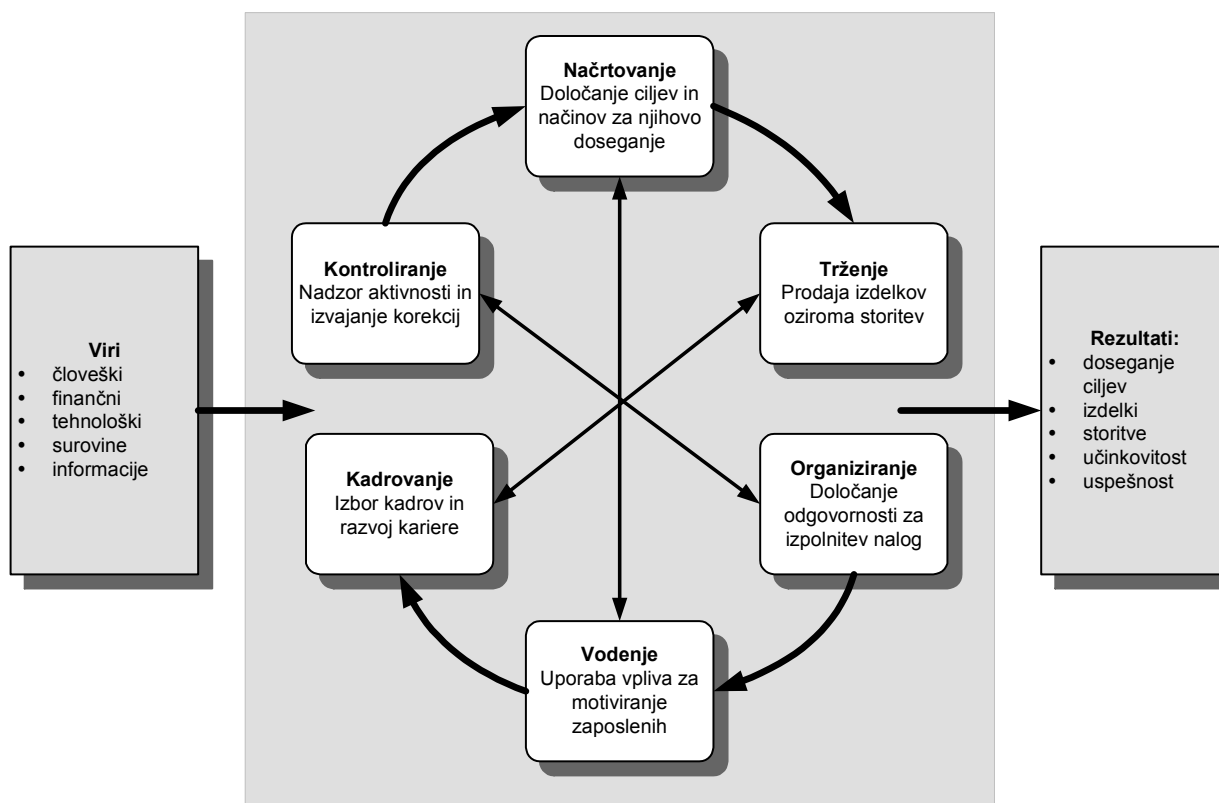 Načrtovanje
Določanje ciljev in
načinov za njihovo
doseganje
Kontroliranje
Nadzor aktivnosti in
izvajanje korekcij
Trženje
Prodaja izdelkov
oziroma storitev
Viri
• človeški
• finančni
• tehnološki
• surovine
• informacije
Rezultati:
• doseganje
ciljev
• izdelki
• storitve
• učinkovitost
• uspešnost
Kadrovanje
Izbor kadrov in
razvoj kariere
Organiziranje
Določanje
odgovornosti za
izpolnitev nalog
Vodenje
Uporaba vpliva za
motiviranje
zaposlenih